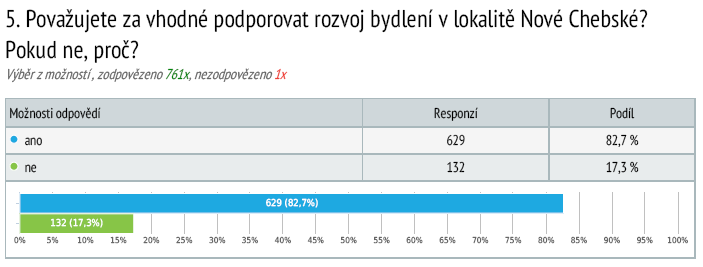 5. Považujete za vhodné podporovat rozvoj bydlení v lokalitě Nové Chebské?
Pokud ne, proč?
Výběr z možností , zodpovězeno 761x, nezodpovězeno 1x
Možnosti odpovědí Responzí Podíl
ano 629 82,7 %
ne 132 17,3 %
629 (82,7%)
132 (17,3%)
0% 5% 10% 15% 20% 25% 30% 35% 40% 45% 50% 55% 60% 65% 70% 75% 80% 85% 90% 95% 100%